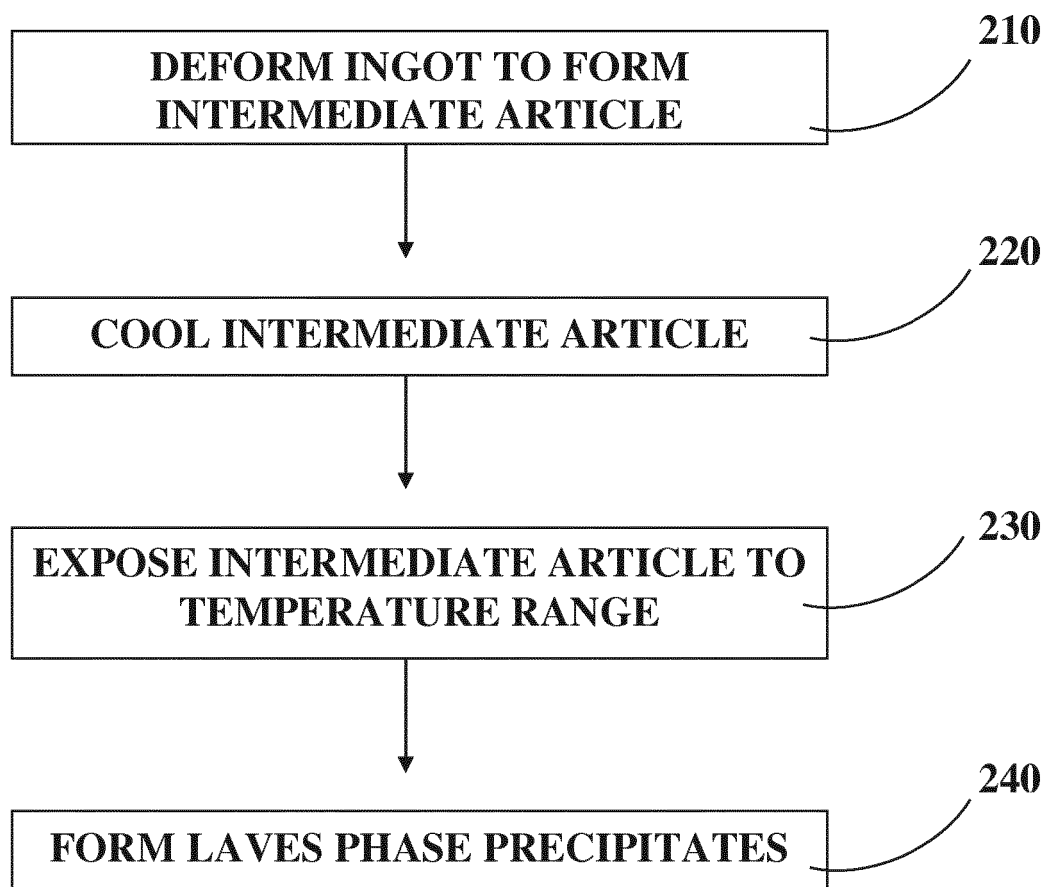 210
DEFORM INGOT TO FORM
INTERMEDIATE ARTICLE
220
COOL INTERMEDIATE ARTICLE
230
EXPOSE INTERMEDIATE ARTICLE TO
TEMPERATURE RANGE
240
FORM LAVES PHASE PRECIPITATES